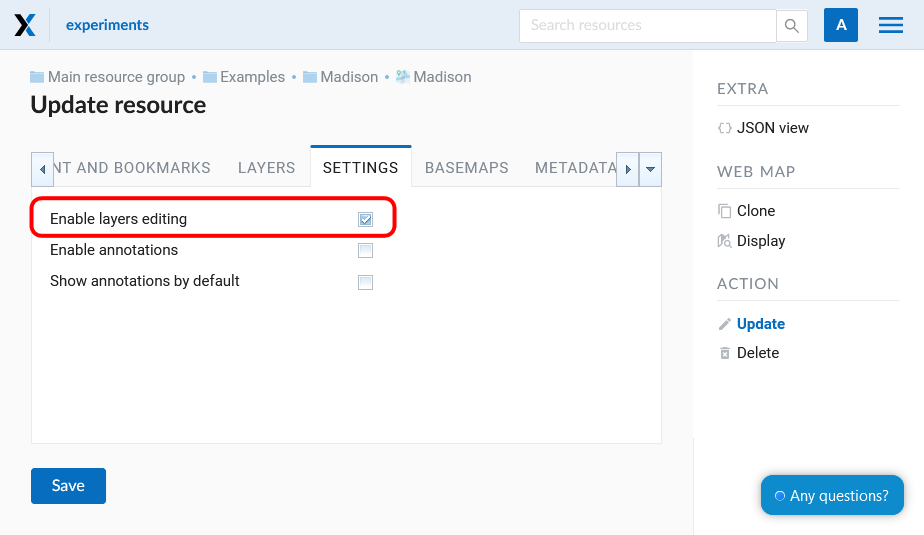 experiments
Search resources
A
Main resource group • Examples • Madison • Madison
Update resource
NT AND BOOKMARKS
LAYERS
SETTINGS
BASEMAPS
METADATA
Enable layers editing
Enable annotations
Show annotations by default
Save
EXTRA
JSON view
WEB MAP
Clone
Display
ACTION
Update
Delete
Any questions?